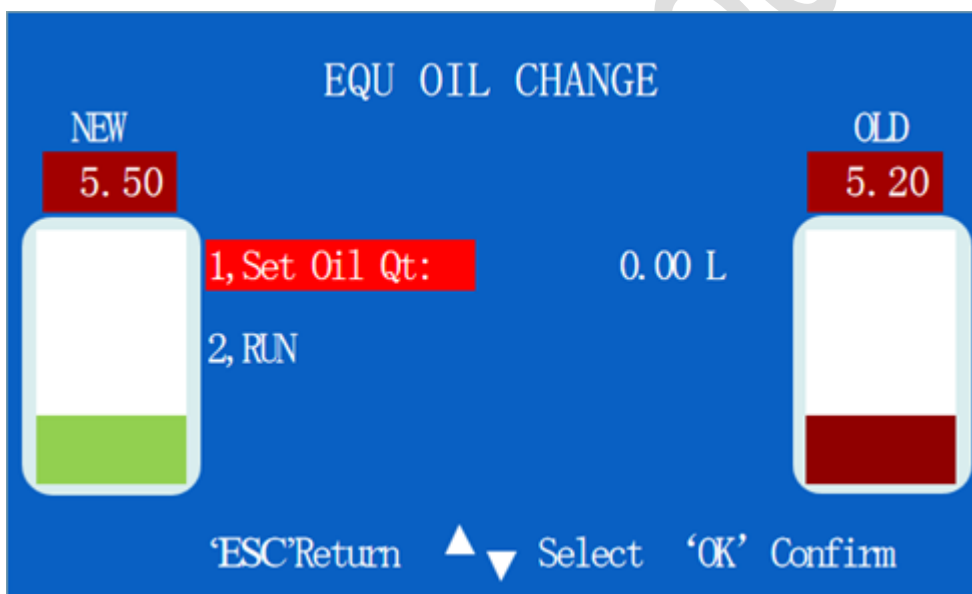 EQU OIL CHANGE
NEW
OLD
5.50
5.20
1,Set Oil Qt: 0.00 L
2,RUN
‘ESC’Return ▲▼ Select ‘OK’ Confirm